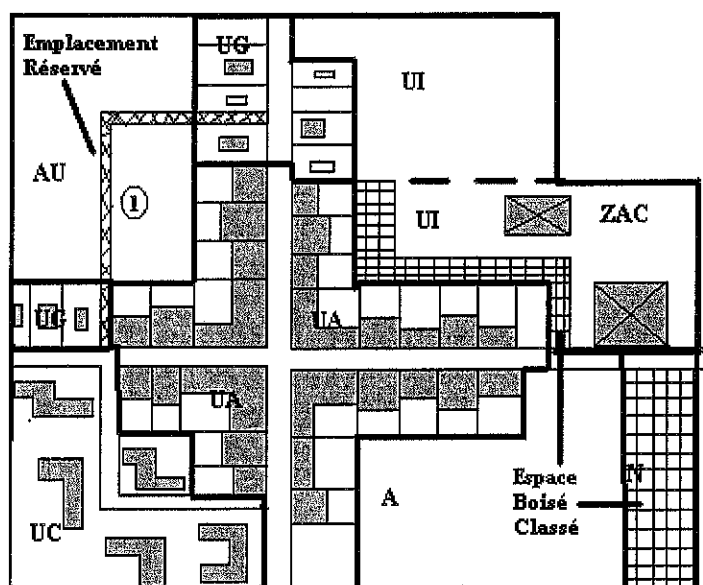 Emplacement
Réservé
UG
UI
AU
1
UI
ZAC
UG
UA
UA
Espace
Boisé
Classé
N
A
UC